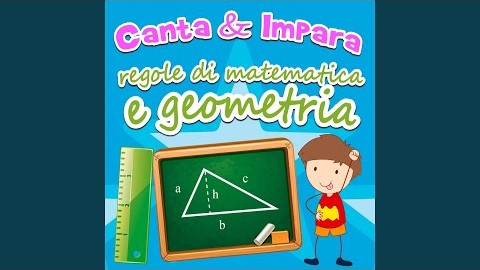 Canta & Impara
regole di matematica
e geometria
a
h
c
b